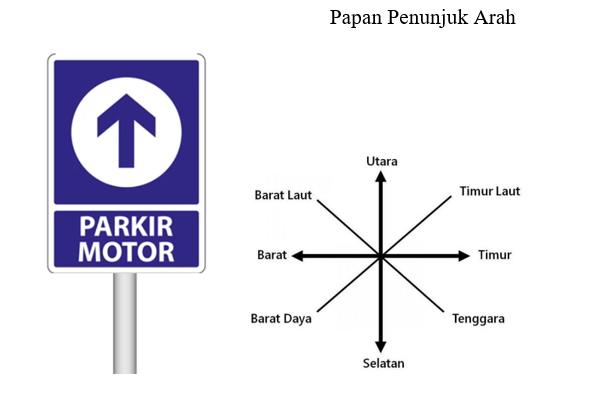 Papan Penunjuk Arah
PARKIR
MOTOR
Utara
Barat Laut
Timur Laut
Barat
Timur
Barat Daya
Tenggara
Selatan